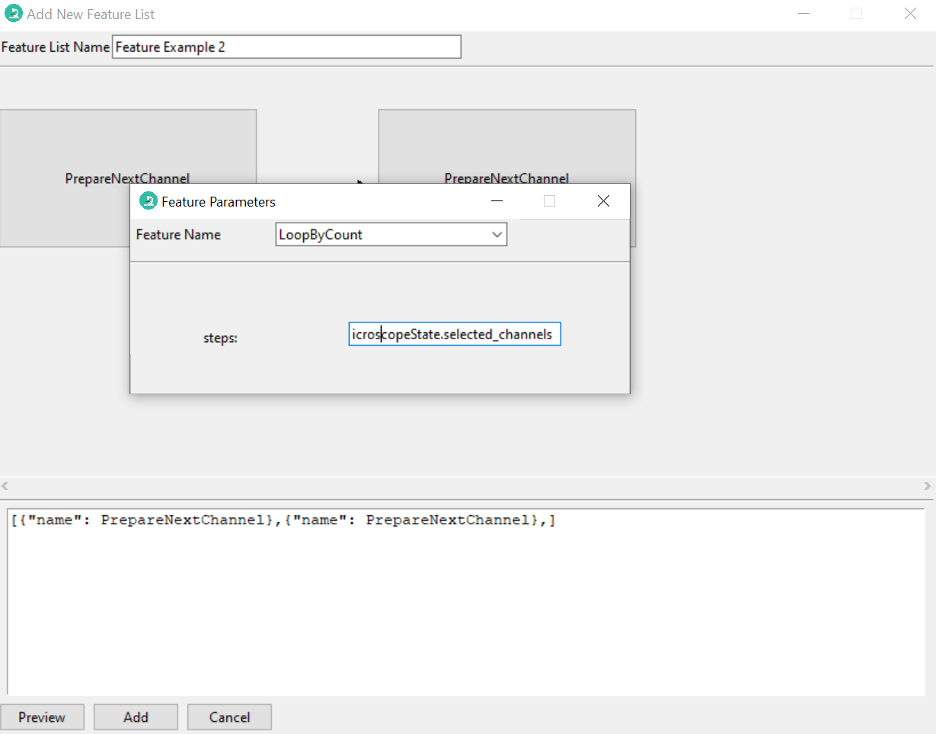 Add New Feature List
Feature List Name Feature Example 2
PrepareNextChannel PrepareNextChannel
Feature Parameters
Feature Name LoopByCount
steps: icroscopeState.selected_channels
[{"name": PrepareNextChannel},{"name": PrepareNextChannel},]
Preview Add Cancel